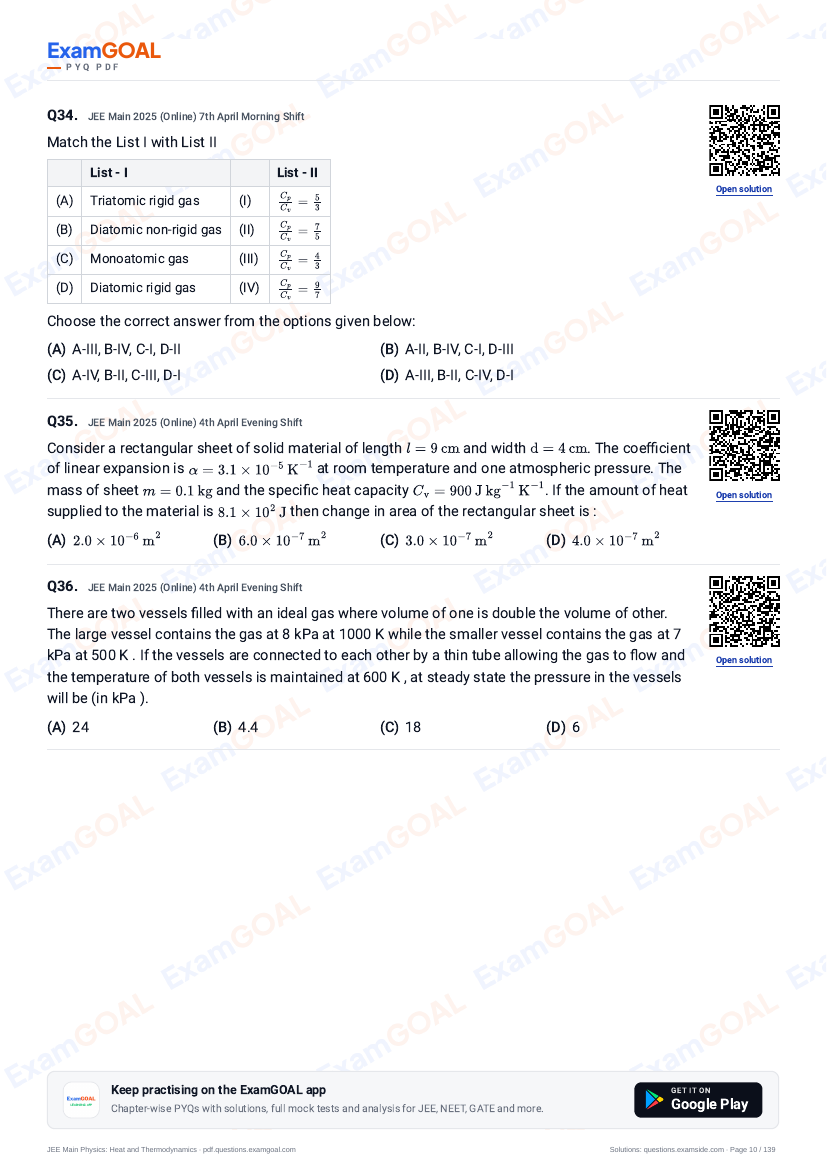 ExamGOAL
PYQ PDF
Q34. JEE Main 2025 (Online) 7th April Morning Shift
Match the List I with List II
List - I List - II
(A) Triatomic rigid gas (I) C_p/C_v = 5/3
(B) Diatomic non-rigid gas (II) C_p/C_v = 7/5
(C) Monoatomic gas (III) C_p/C_v = 4/3
(D) Diatomic rigid gas (IV) C_p/C_v = 9/7
Open solution
Choose the correct answer from the options given below:
(A) A-III, B-IV, C-I, D-II (B) A-II, B-IV, C-I, D-III
(C) A-IV, B-II, C-III, D-I (D) A-III, B-II, C-IV, D-I
Q35. JEE Main 2025 (Online) 4th April Evening Shift
Consider a rectangular sheet of solid material of length l = 9 cm and width d = 4 cm. The coefficient
of linear expansion is α = 3.1 × 10⁻⁵ K⁻¹ at room temperature and one atmospheric pressure. The
mass of sheet m = 0.1 kg and the specific heat capacity C_v = 900 J kg⁻¹ K⁻¹. If the amount of heat
supplied to the material is 8.1 × 10² J then change in area of the rectangular sheet is :
Open solution
(A) 2.0 × 10⁻⁶ m² (B) 6.0 × 10⁻⁷ m² (C) 3.0 × 10⁻⁷ m² (D) 4.0 × 10⁻⁷ m²
Q36. JEE Main 2025 (Online) 4th April Evening Shift
There are two vessels filled with an ideal gas where volume of one is double the volume of other.
The large vessel contains the gas at 8 kPa at 1000 K while the smaller vessel contains the gas at 7
kPa at 500 K . If the vessels are connected to each other by a thin tube allowing the gas to flow and
the temperature of both vessels is maintained at 600 K , at steady state the pressure in the vessels
will be (in kPa ).
Open solution
(A) 24 (B) 4.4 (C) 18 (D) 6
Keep practising on the ExamGOAL app
Chapter-wise PYQs with solutions, full mock tests and analysis for JEE, NEET, GATE and more.
ExamGOAL
GET IT ON
Google Play
JEE Main Physics: Heat and Thermodynamics · pdf.questions.examgoal.com Solutions: questions.examside.com · Page 10 / 139